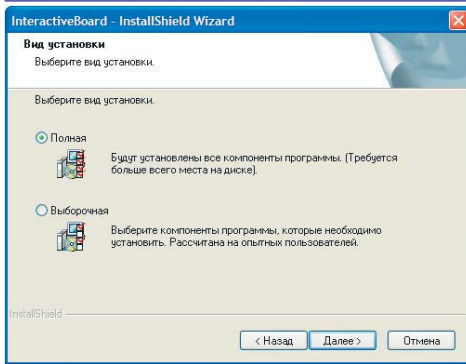 InteractiveBoard - InstallShield Wizard
Вид установки
Выберите вид установки.
Выберите вид установки.
Полная
Будут установлены все компоненты программы. (Требуется
больше всего места на диске).
Выборочная
Выберите компоненты программы, которые необходимо
установить. Рассчитана на опытных пользователей.
InstallShield
< Назад Далее > Отмена